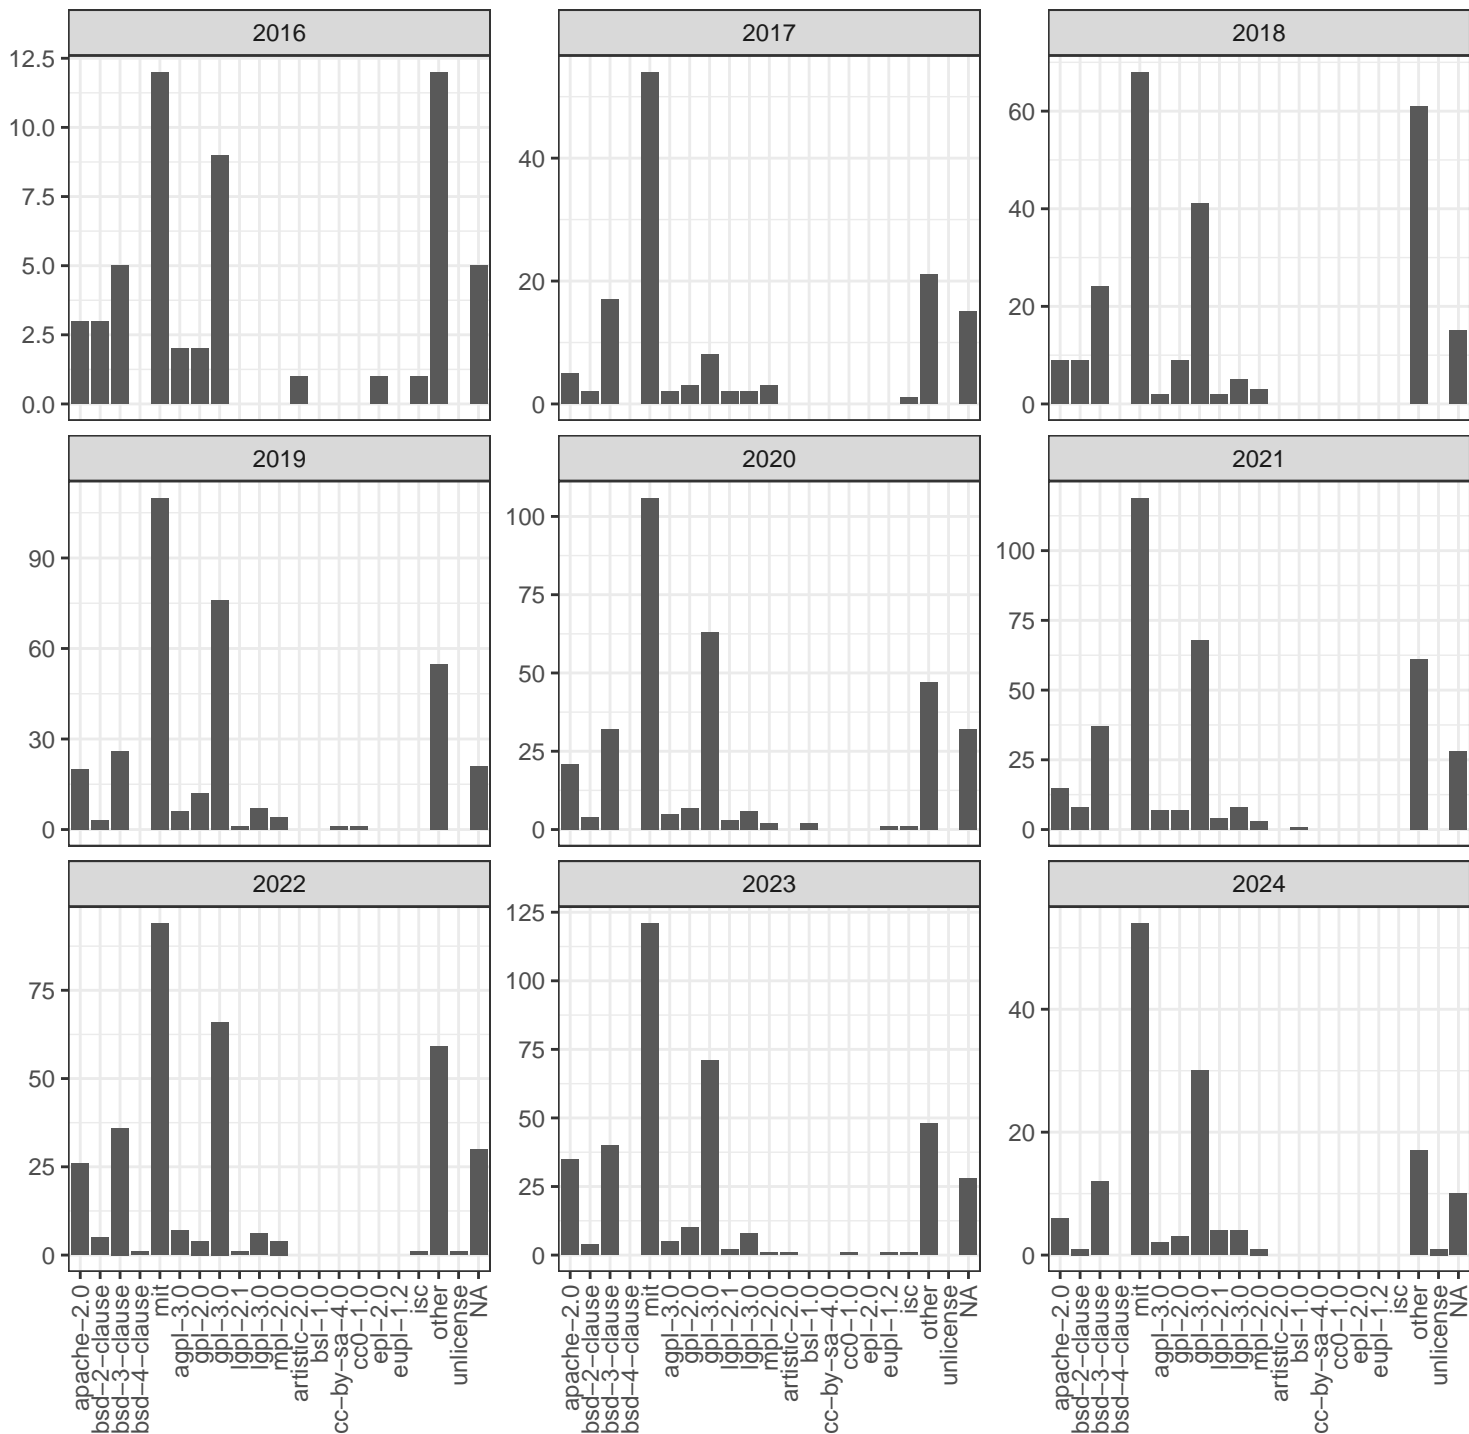 2016
2017
2018
12.5
10.0
7.5
5.0
2.5
0.0
40
20
0
60
40
20
0
2019
2020
2021
90
60
30
0
100
75
50
25
0
100
75
50
25
0
2022
2023
2024
75
50
25
0
125
100
75
50
25
0
40
20
0
apache−2.0
bsd−2−clause
bsd−3−clause
bsd−4−clause
mit
agpl−3.0
gpl−2.0
gpl−3.0
lgpl−2.1
lgpl−3.0
mpl−2.0
artistic−2.0
bsl−1.0
cc−by−sa−4.0
cc0−1.0
epl−2.0
eupl−1.2
isc
other
unlicense
NA
apache−2.0
bsd−2−clause
bsd−3−clause
bsd−4−clause
mit
agpl−3.0
gpl−2.0
gpl−3.0
lgpl−2.1
lgpl−3.0
mpl−2.0
artistic−2.0
bsl−1.0
cc−by−sa−4.0
cc0−1.0
epl−2.0
eupl−1.2
isc
other
unlicense
NA
apache−2.0
bsd−2−clause
bsd−3−clause
bsd−4−clause
mit
agpl−3.0
gpl−2.0
gpl−3.0
lgpl−2.1
lgpl−3.0
mpl−2.0
artistic−2.0
bsl−1.0
cc−by−sa−4.0
cc0−1.0
epl−2.0
eupl−1.2
isc
other
unlicense
NA